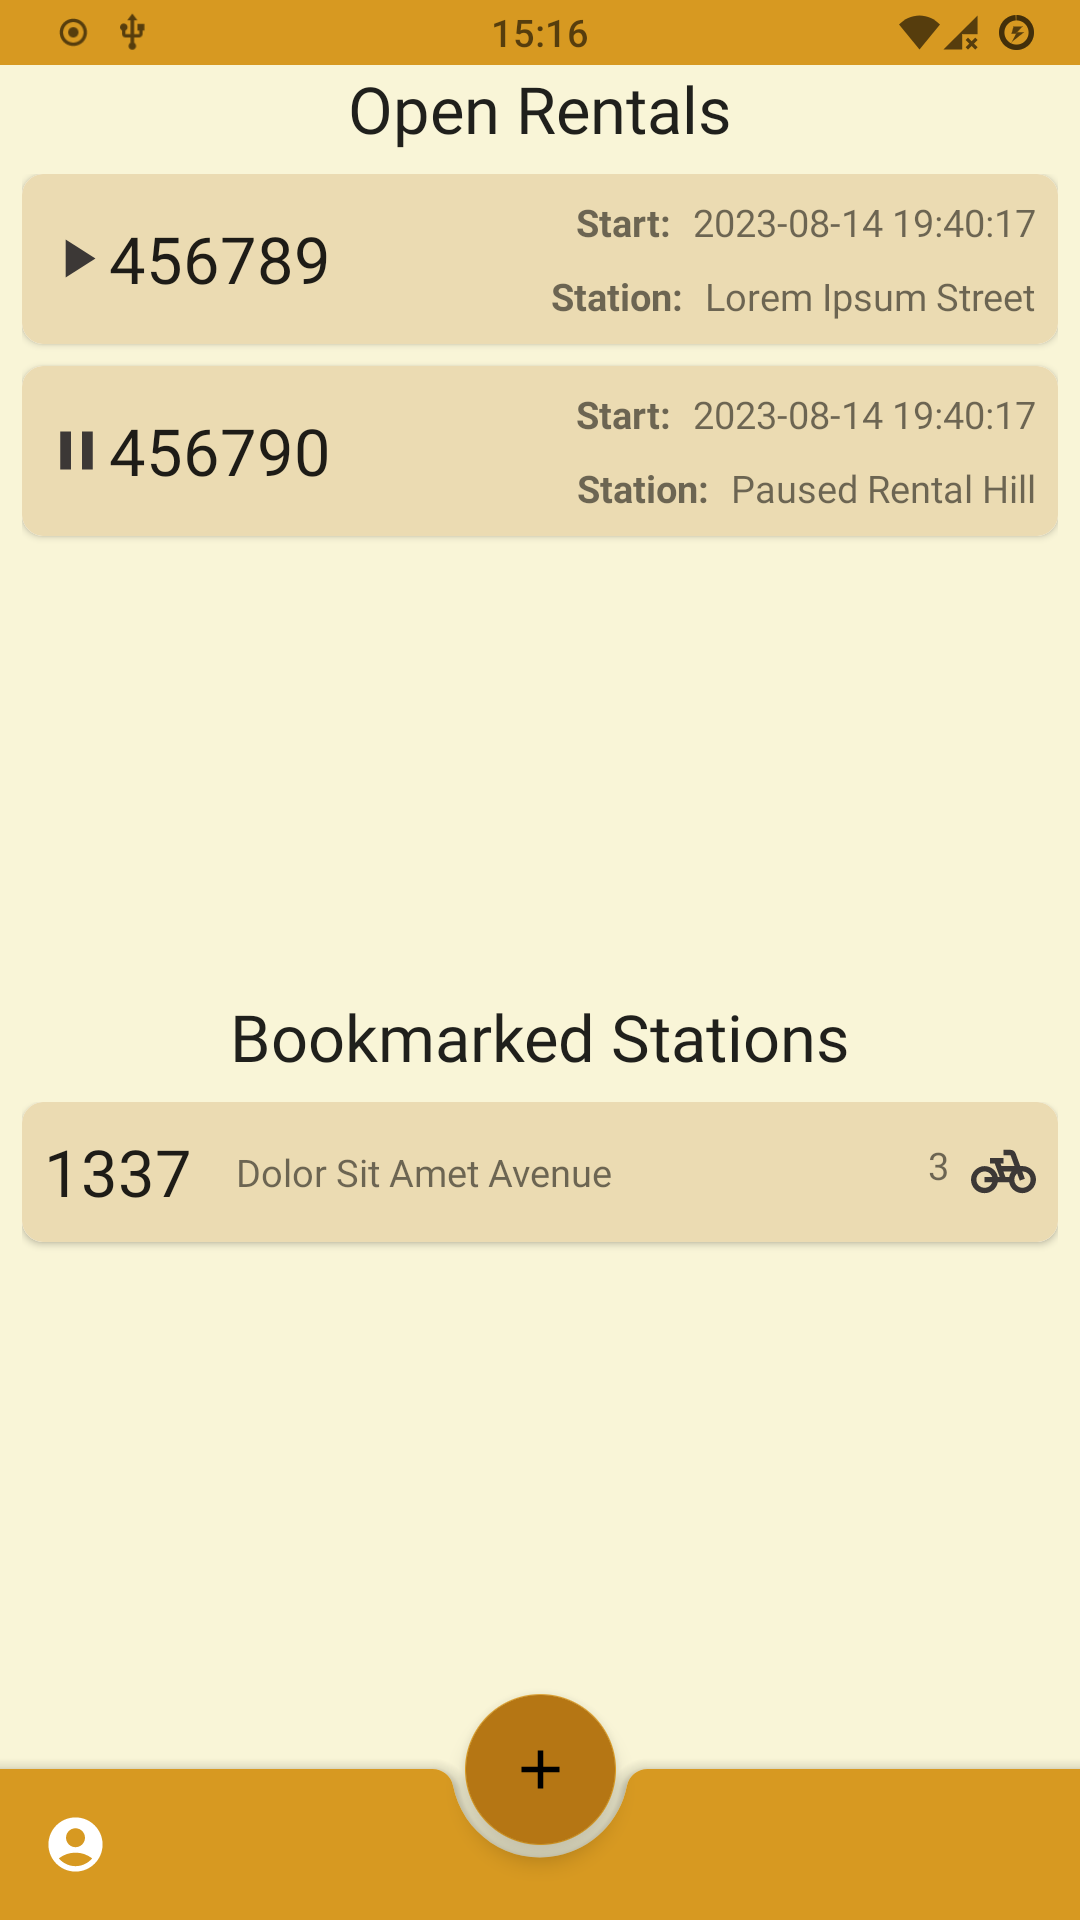 15:16
Open Rentals
456789
Start: 2023-08-14 19:40:17
Station: Lorem Ipsum Street
456790
Start: 2023-08-14 19:40:17
Station: Paused Rental Hill
Bookmarked Stations
1337 Dolor Sit Amet Avenue 3